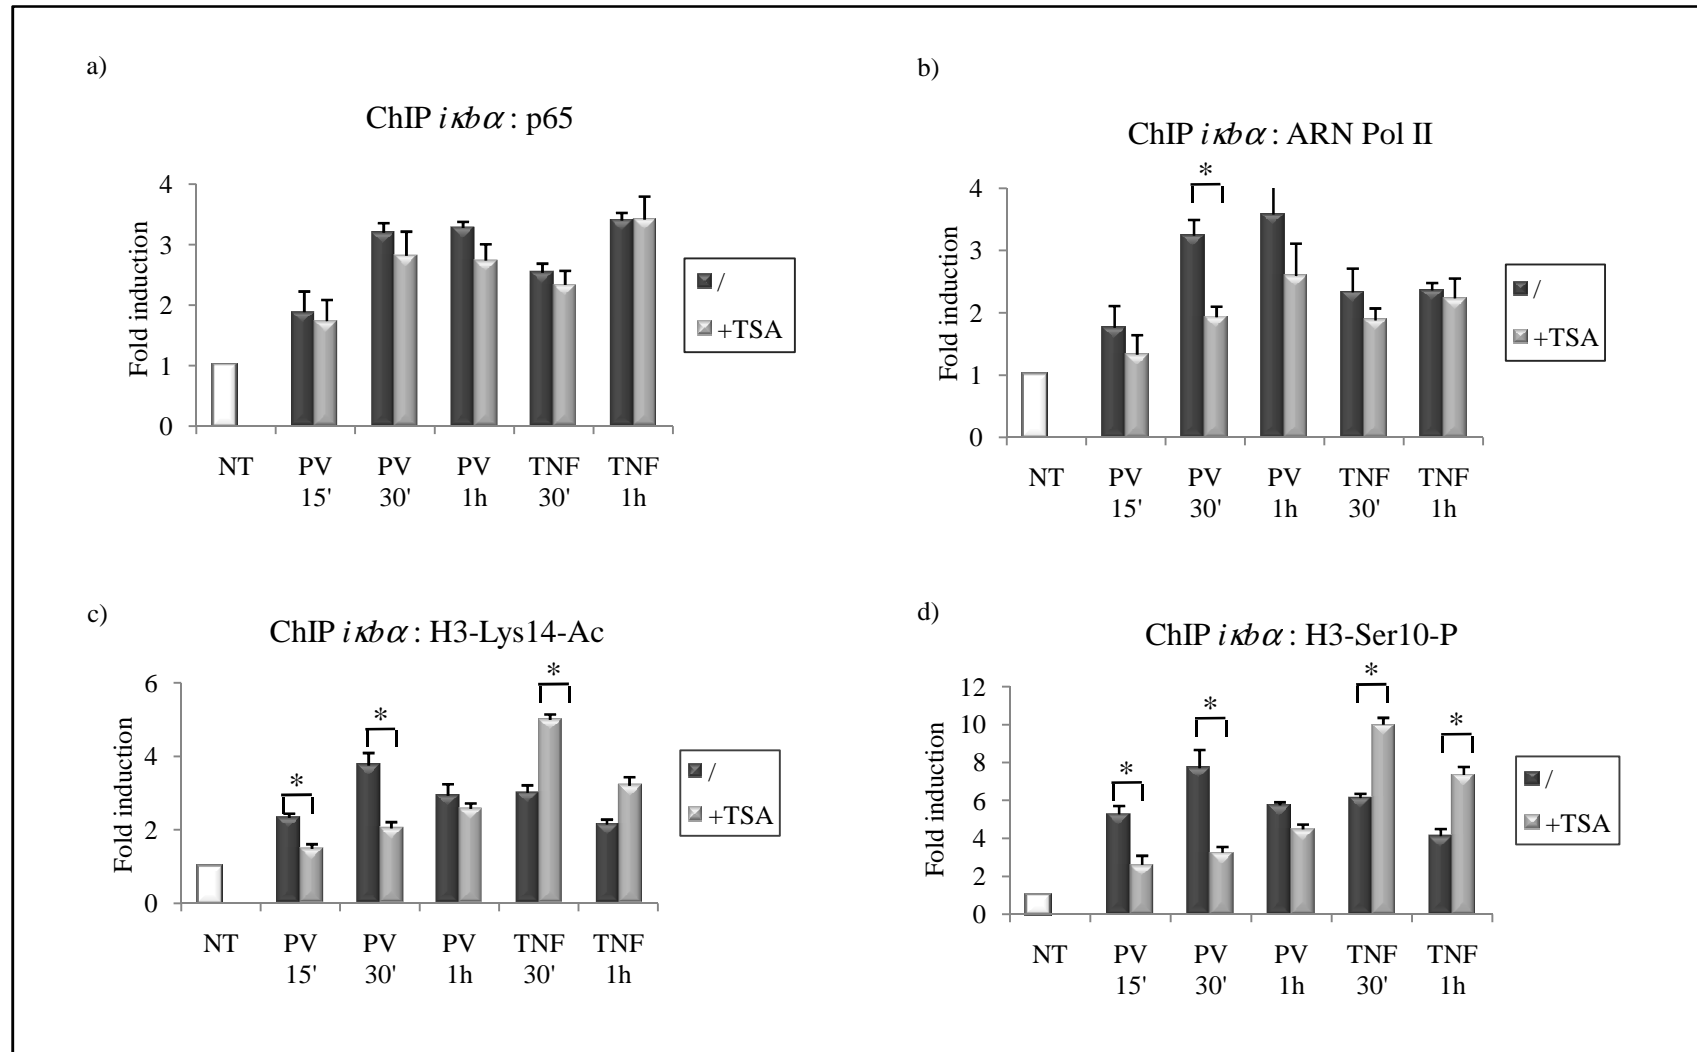 a)
ChIP iκbα : p65
Fold induction
4
3
2
1
0
NT
PV 15'
PV 30'
PV 1h
TNF 30'
TNF 1h
/
+TSA
b)
ChIP iκbα : ARN Pol II
*
Fold induction
4
3
2
1
0
NT
PV 15'
PV 30'
PV 1h
TNF 30'
TNF 1h
/
+TSA
c)
ChIP iκbα : H3-Lys14-Ac
*
*
*
Fold induction
6
4
2
0
NT
PV 15'
PV 30'
PV 1h
TNF 30'
TNF 1h
/
+TSA
d)
ChIP iκbα : H3-Ser10-P
*
*
*
*
Fold induction
12
10
8
6
4
2
0
NT
PV 15'
PV 30'
PV 1h
TNF 30'
TNF 1h
/
+TSA